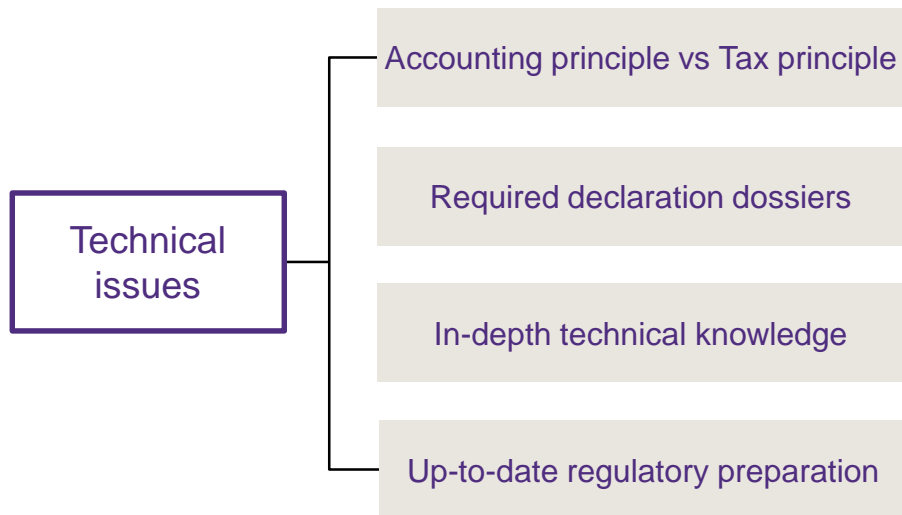 Accounting principle vs Tax principle
Required declaration dossiers
Technical
issues
In-depth technical knowledge
Up-to-date regulatory preparation